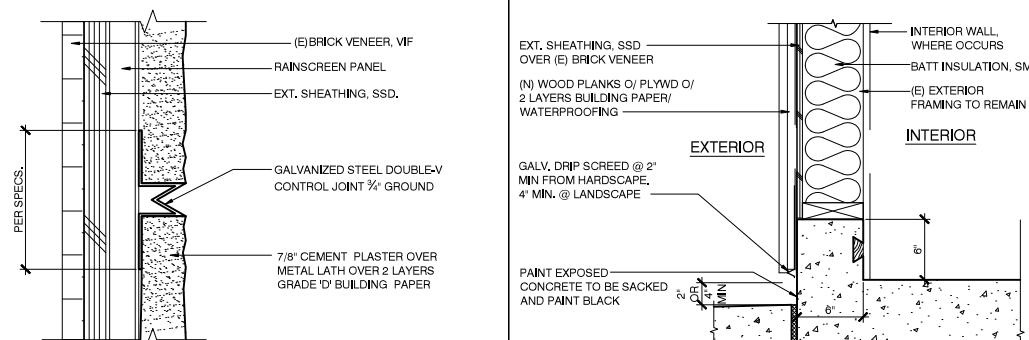 (E)BRICK VENEER, VIF
RAINSCREEN PANEL
EXT. SHEATHING, SSD.
PER SPECS.
GALVANIZED STEEL DOUBLE-V
CONTROL JOINT ¾" GROUND
7/8" CEMENT PLASTER OVER
METAL LATH OVER 2 LAYERS
GRADE 'D' BUILDING PAPER
EXT. SHEATHING, SSD
OVER (E) BRICK VENEER
(N) WOOD PLANKS O/ PLYWD O/
2 LAYERS BUILDING PAPER/
WATERPROOFING
EXTERIOR
GALV. DRIP SCREED @ 2"
MIN FROM HARDSCAPE.
4" MIN. @ LANDSCAPE
PAINT EXPOSED
CONCRETE TO BE SACKED
AND PAINT BLACK
2"
OR
4"
MIN
6"
6"
INTERIOR WALL,
WHERE OCCURS
BATT INSULATION, SM
(E) EXTERIOR
FRAMING TO REMAIN
INTERIOR